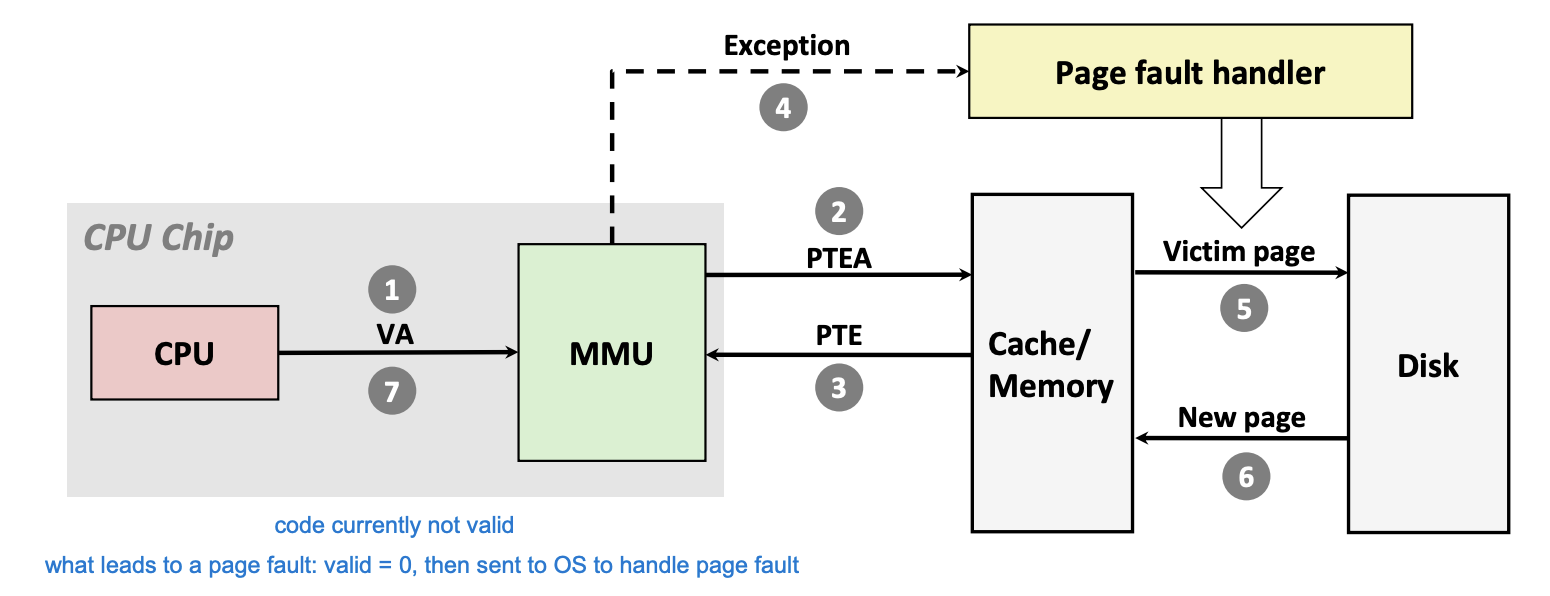 Exception
Page fault handler
4
2
CPU Chip
PTEA
Victim page
1
5
VA
PTE
CPU
MMU
Cache/
Memory
Disk
7
3
New page
6
code currently not valid
what leads to a page fault: valid = 0, then sent to OS to handle page fault